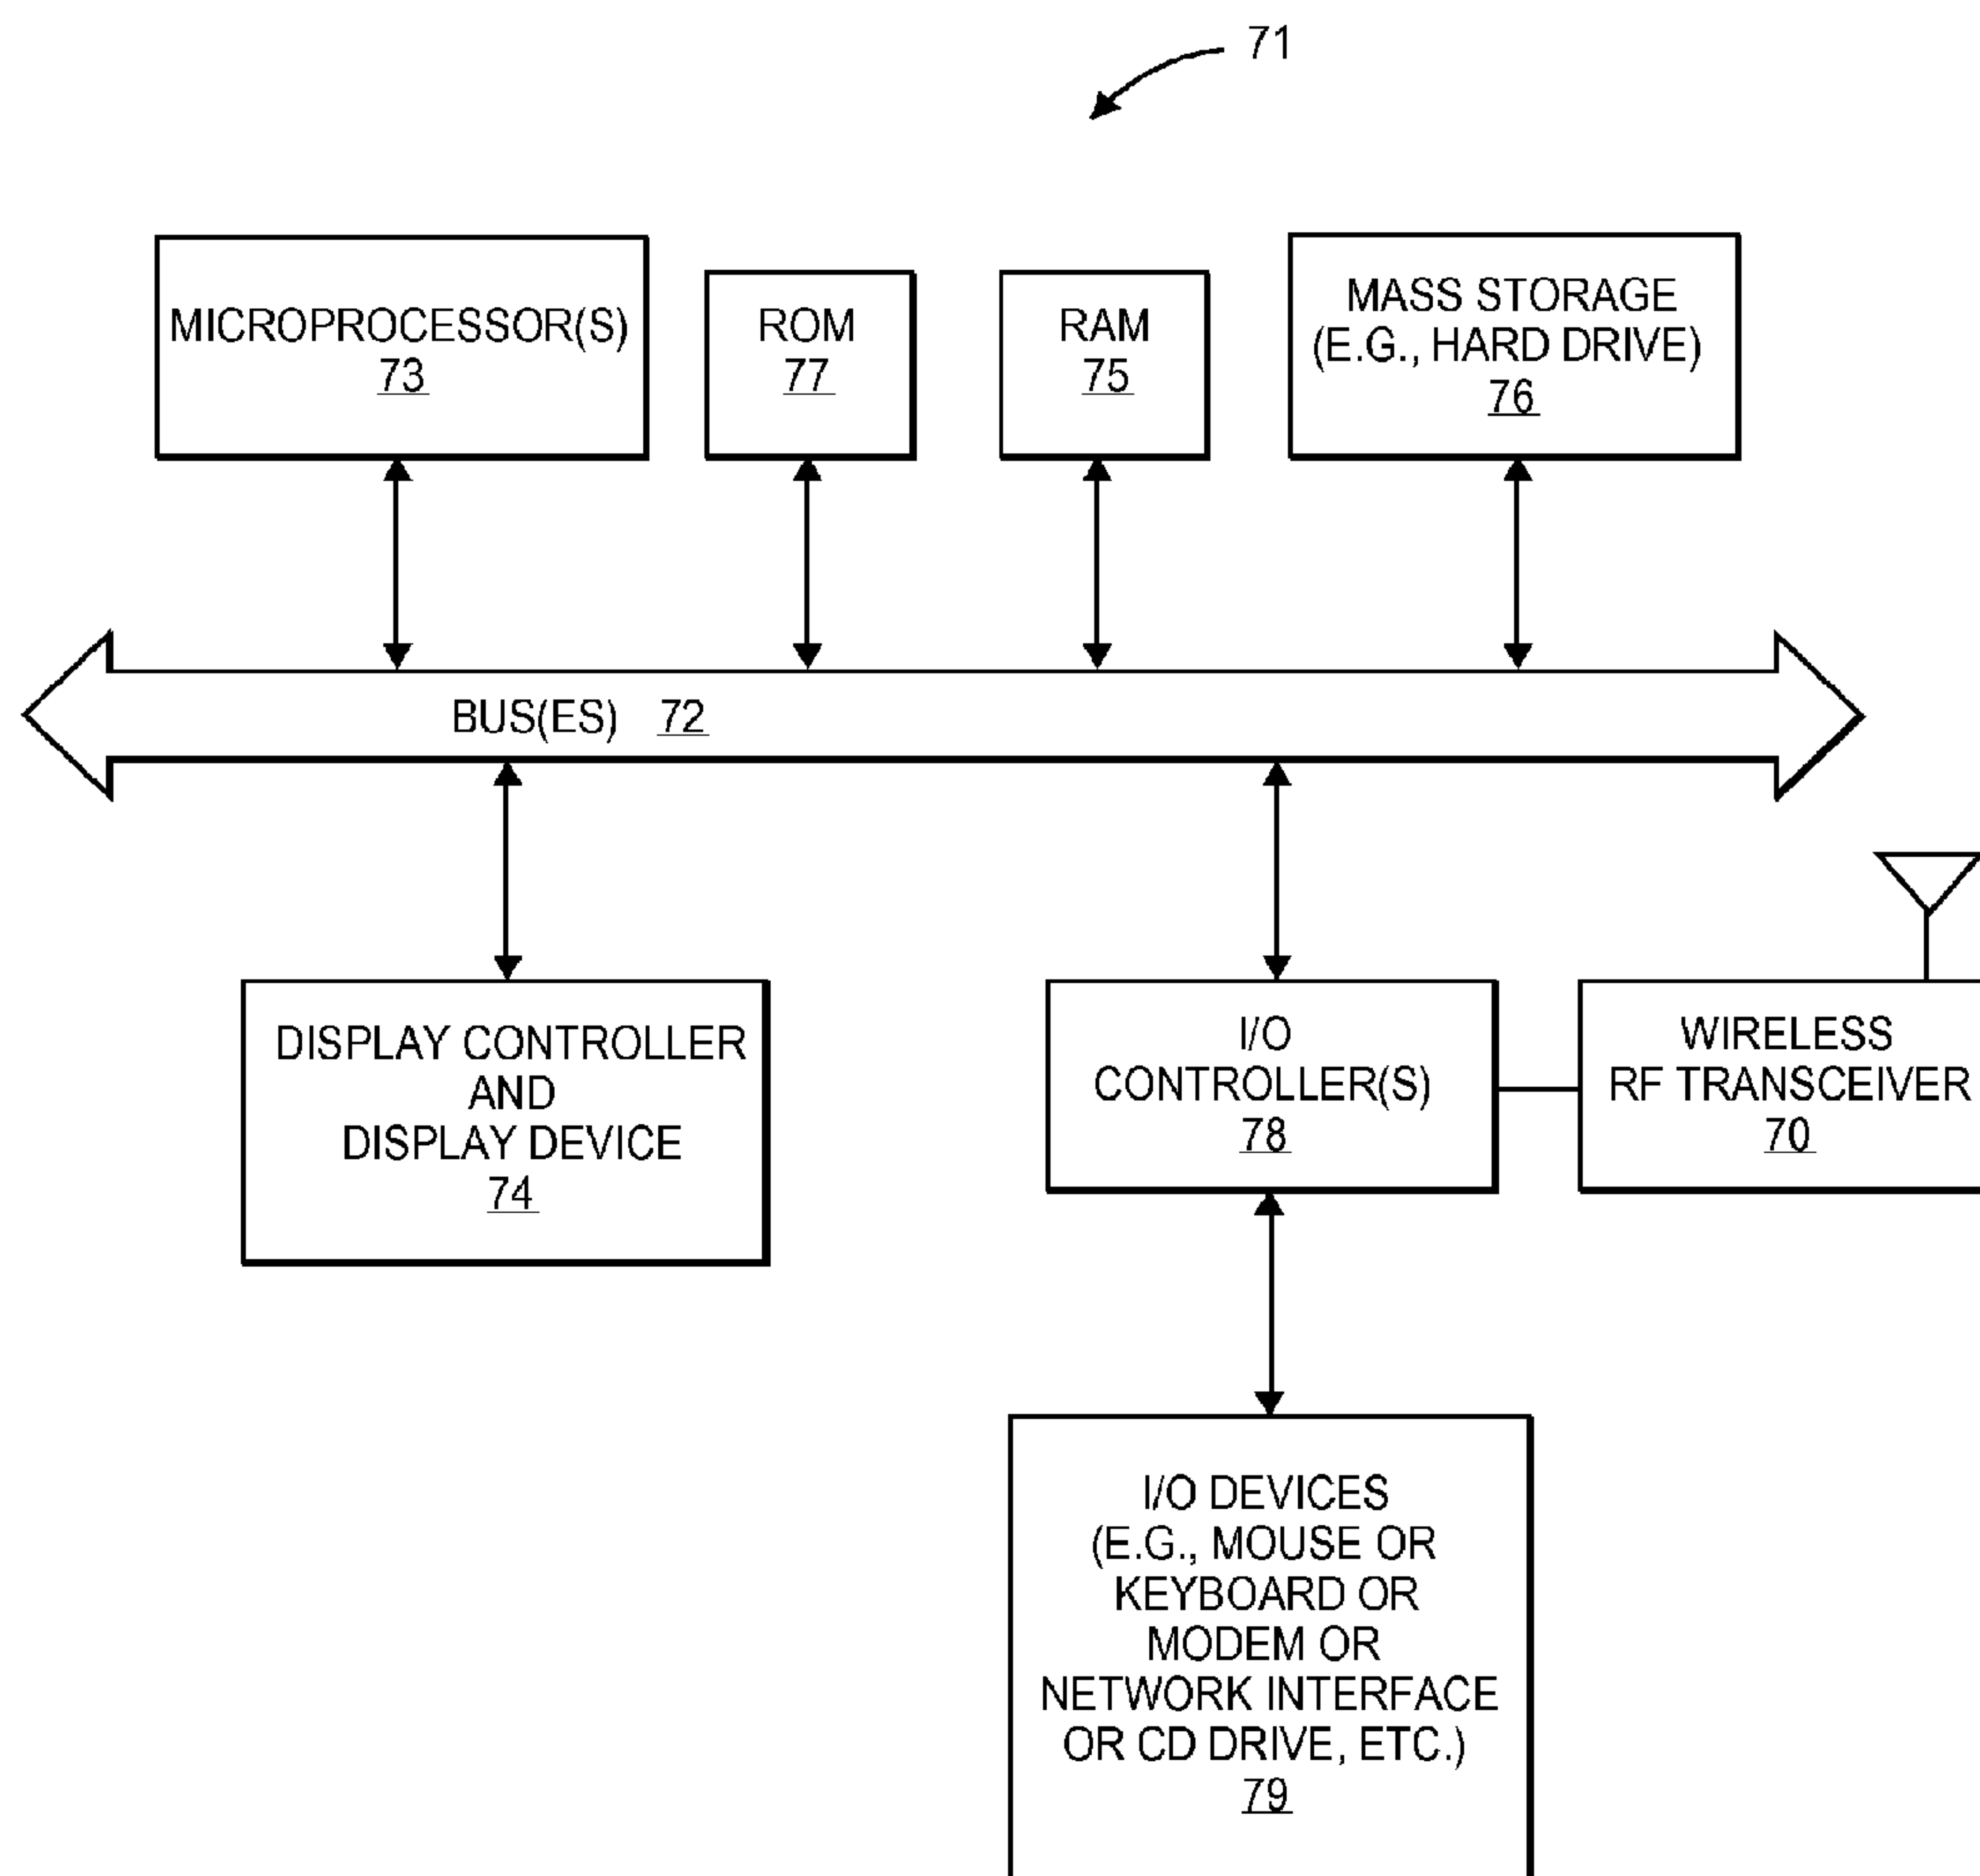 71
MICROPROCESSOR(S)
73
ROM
77
RAM
75
MASS STORAGE
(E.G., HARD DRIVE)
76
BUS(ES) 72
DISPLAY CONTROLLER
AND
DISPLAY DEVICE
74
I/O
CONTROLLER(S)
78
WIRELESS
RF TRANSCEIVER
70
I/O DEVICES
(E.G., MOUSE OR
KEYBOARD OR
MODEM OR
NETWORK INTERFACE
OR CD DRIVE, ETC.)
79